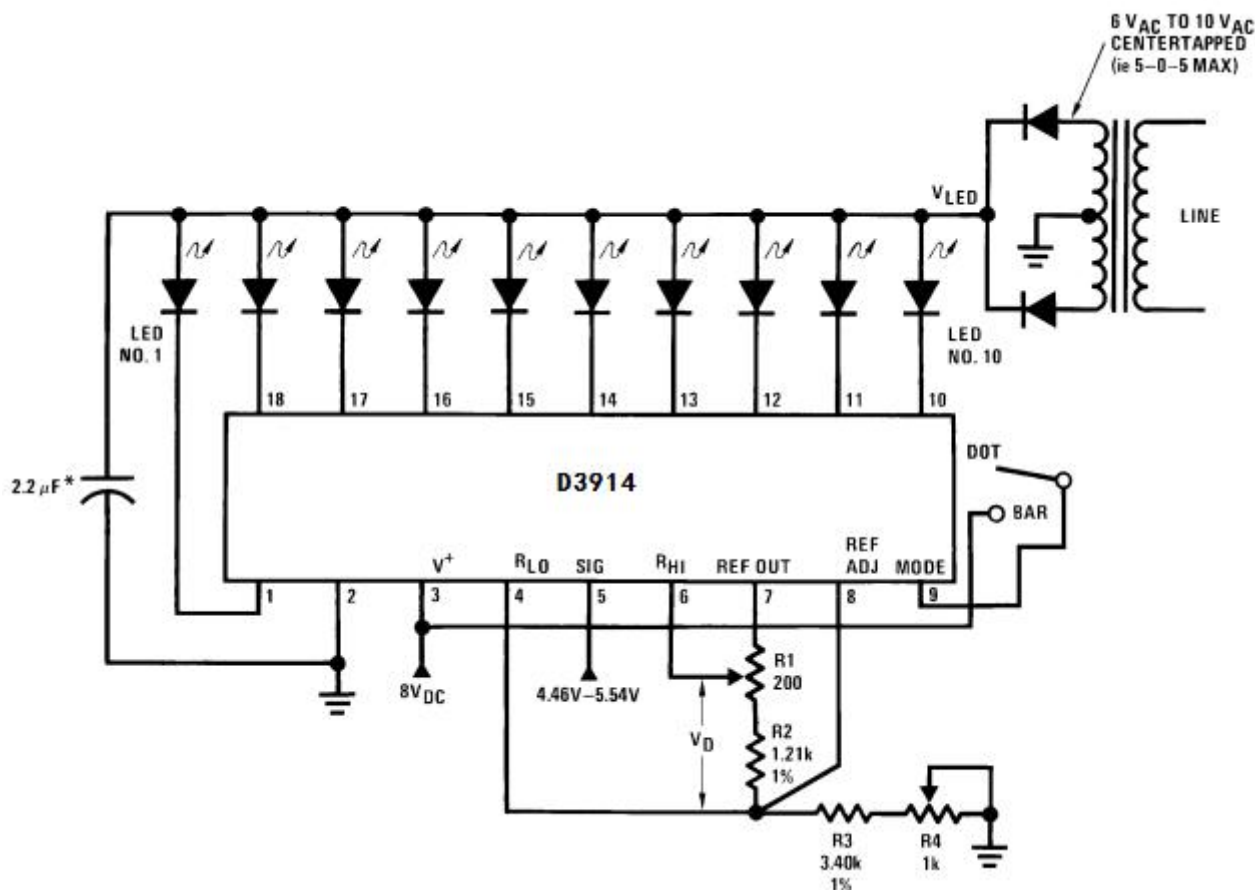 6 VAC TO 10 VAC
CENTERTAPPED
(ie 5–0–5 MAX)
VLED
LINE
LED
NO. 1
LED
NO. 10
18
17
16
15
14
13
12
11
10
2.2 μF*
D3914
DOT
BAR
V+
RLO
SIG
RHI
REF OUT
REF
ADJ
MODE
1
2
3
4
5
6
7
8
9
8VDC
4.46V–5.54V
R1
200
VD
R2
1.21k
1%
R3
3.40k
1%
R4
1k